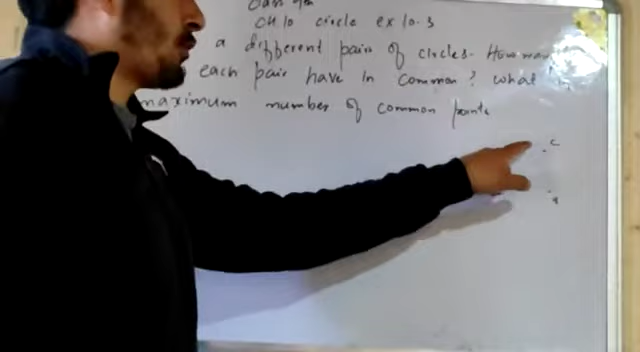 CH 10 circle ex 10.3
a different pair of circles. How
each pair have in common? what
maximum number of common points
c